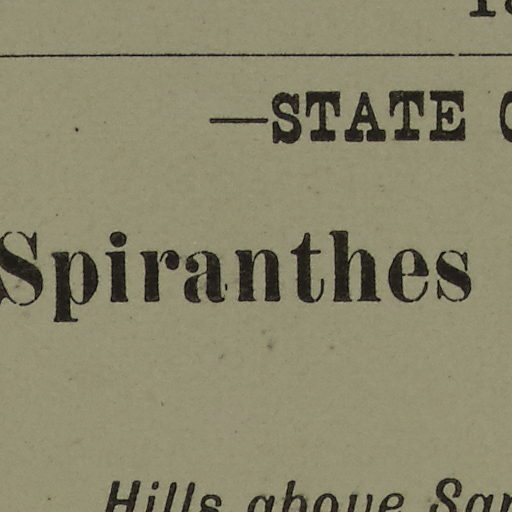 —STATE
Spiranthes
Hills above